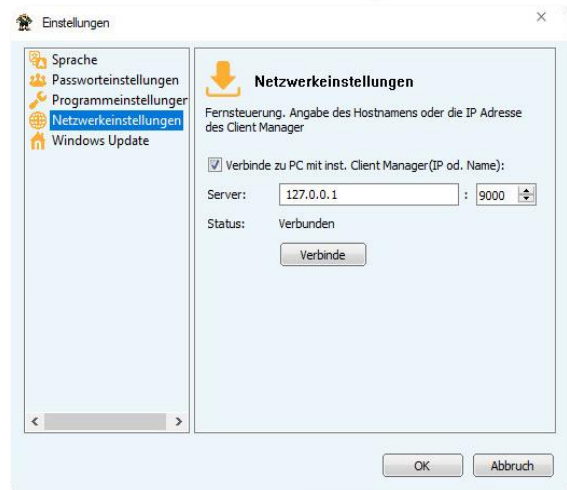 Einstellungen
Sprache
Passworteinstellungen
Programmeinstellunger
Netzwerkeinstellungen
Windows Update
Netzwerkeinstellungen
Fernsteuerung. Angabe des Hostnamens oder die IP Adresse
des Client Manager
Verbinde zu PC mit inst. Client Manager(IP od. Name):
Server: 127.0.0.1 : 9000
Status: Verbunden
Verbinde
OK Abbruch